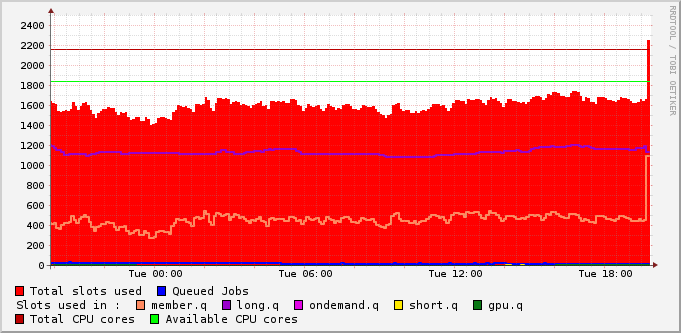 RRDTOOL / TOBI OETIKER
2400
2200
2000
1800
1600
1400
1200
1000
800
600
400
200
0
Tue 00:00 Tue 06:00 Tue 12:00 Tue 18:00
Total slots used Queued Jobs
Slots used in : member.q long.q ondemand.q short.q gpu.q
Total CPU cores Available CPU cores